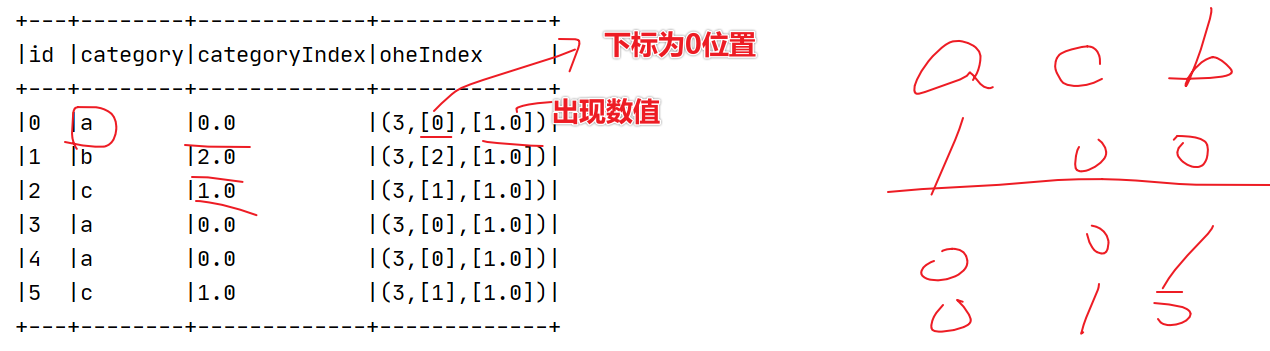 +---+--------+-------------+-------------+
|id |category|categoryIndex|oheIndex     |
+---+--------+-------------+-------------+
|0  |a       |0.0          |(3,[0],[1.0])|
|1  |b       |2.0          |(3,[2],[1.0])|
|2  |c       |1.0          |(3,[1],[1.0])|
|3  |a       |0.0          |(3,[0],[1.0])|
|4  |a       |0.0          |(3,[0],[1.0])|
|5  |c       |1.0          |(3,[1],[1.0])|
+---+--------+-------------+-------------+
下标为0位置
出现数值
a c b
1 0 0
0 0 1
0 1 0